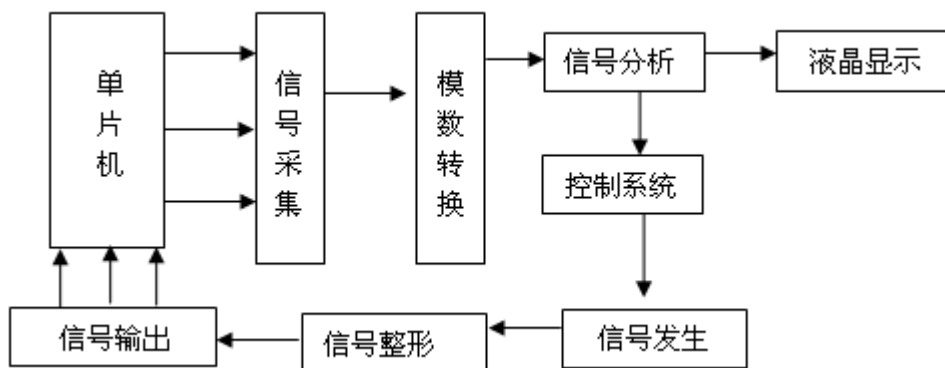 单片机
信号采集
模数转换
信号分析
液晶显示
控制系统
信号输出
信号整形
信号发生